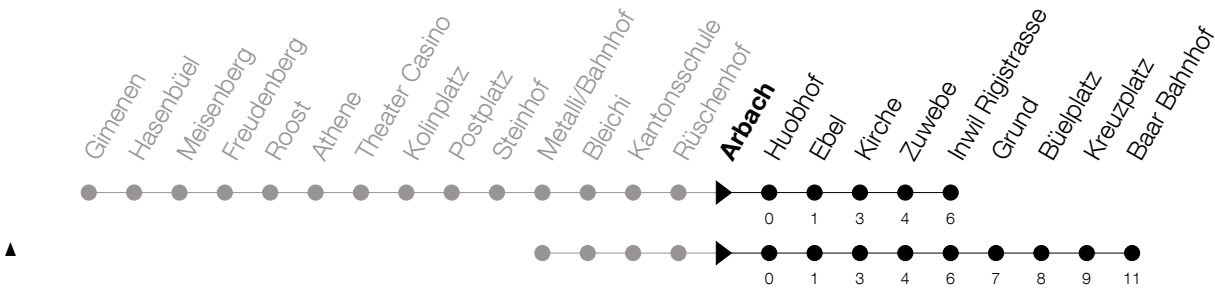 Gimenen
Hasenbüel
Meisenberg
Freudenberg
Roost
Athene
Theater Casino
Kolinplatz
Postplatz
Steinhof
Metalli/Bahnhof
Bleichi
Kantonsschule
Rüschenhof
Arbach
Huobhof
Ebel
Kirche
Zuwebe
Inwil Rigistrasse
Grund
Büelplatz
Kreuzplatz
Baar Bahnhof
0 1 3 4 6
0 1 3 4 6 7 8 9 11